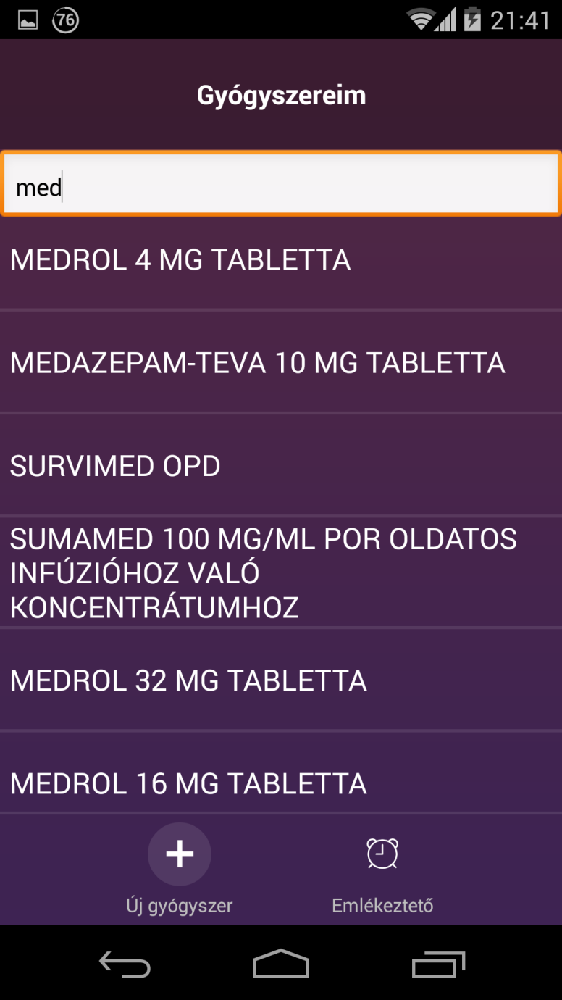 76
21:41
Gyógyszereim
med
MEDROL 4 MG TABLETTA
MEDAZEPAM-TEVA 10 MG TABLETTA
SURVIMED OPD
SUMAMED 100 MG/ML POR OLDATOS
INFÚZIÓHOZ VALÓ
KONCENTRÁTUMHOZ
MEDROL 32 MG TABLETTA
MEDROL 16 MG TABLETTA
Új gyógyszer
Emlékeztető